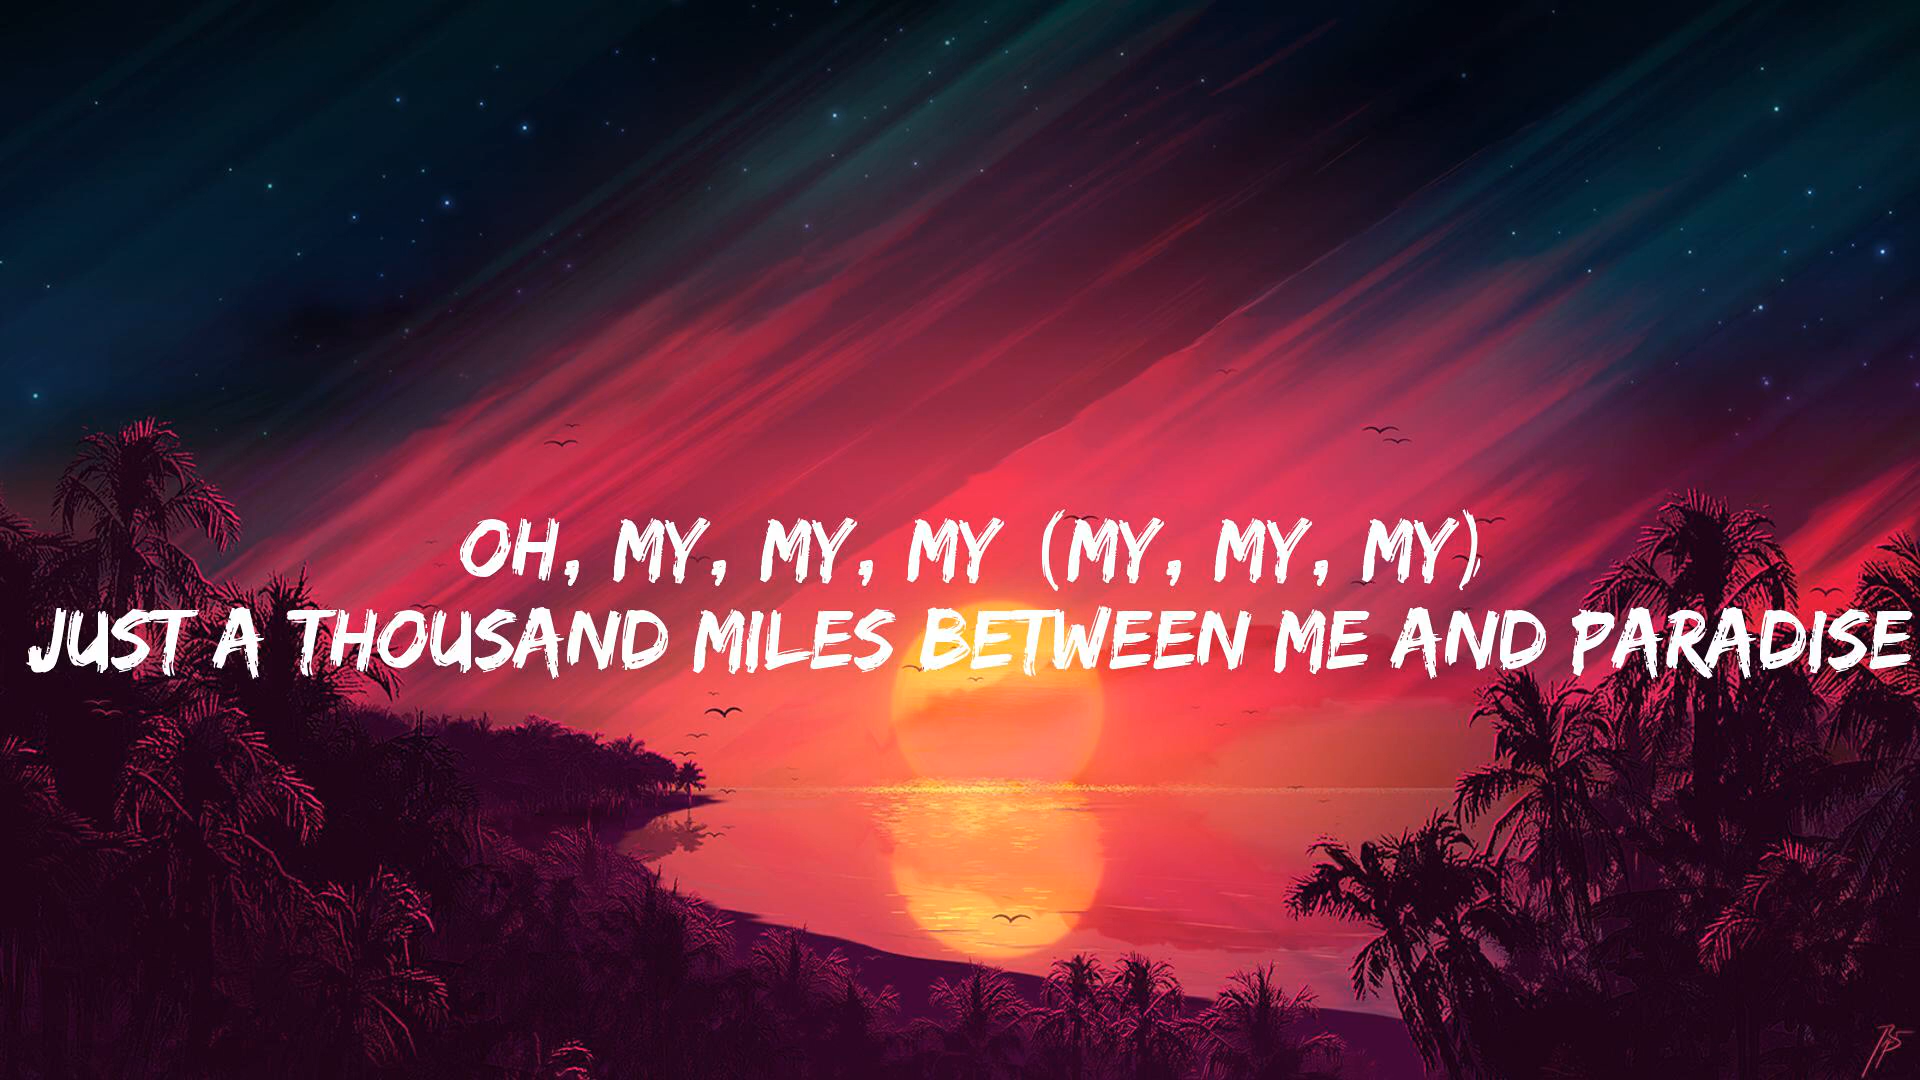 OH, MY, MY, MY (MY, MY, MY)
JUST A THOUSAND MILES BETWEEN ME AND PARADISE